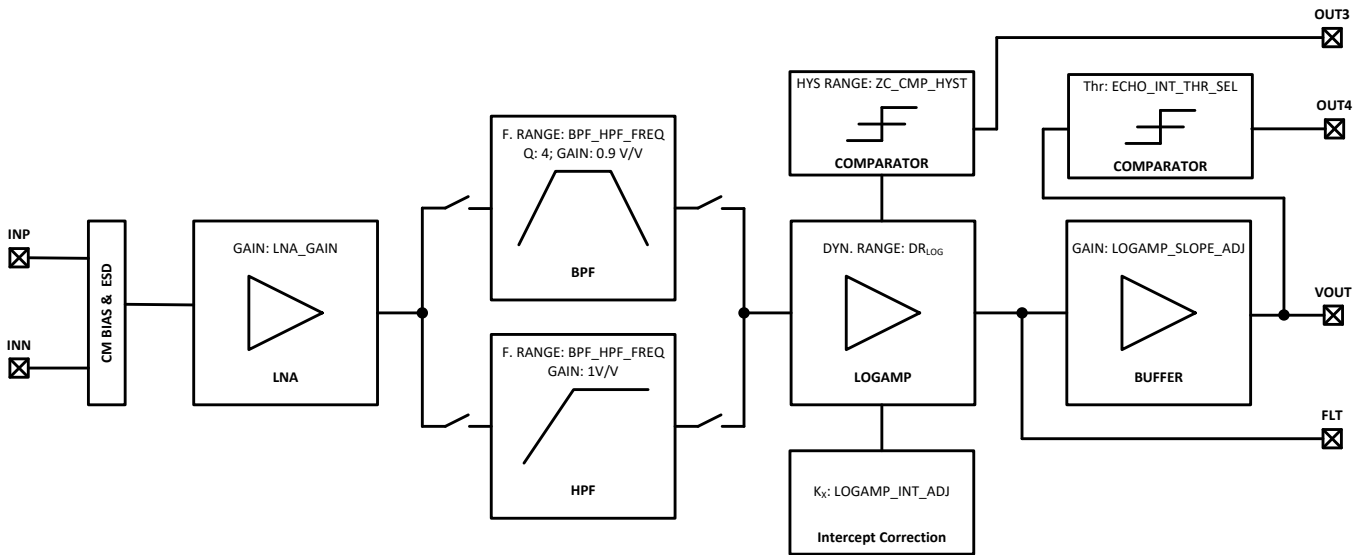 OUT3
HYS RANGE: ZC_CMP_HYST
COMPARATOR
Thr: ECHO_INT_THR_SEL
COMPARATOR
OUT4
F. RANGE: BPF_HPF_FREQ
Q: 4; GAIN: 0.9 V/V
BPF
INP
INN
CM BIAS & ESD
GAIN: LNA_GAIN
LNA
DYN. RANGE: DRLOG
LOGAMP
GAIN: LOGAMP_SLOPE_ADJ
BUFFER
VOUT
F. RANGE: BPF_HPF_FREQ
GAIN: 1V/V
HPF
FLT
KX: LOGAMP_INT_ADJ
Intercept Correction